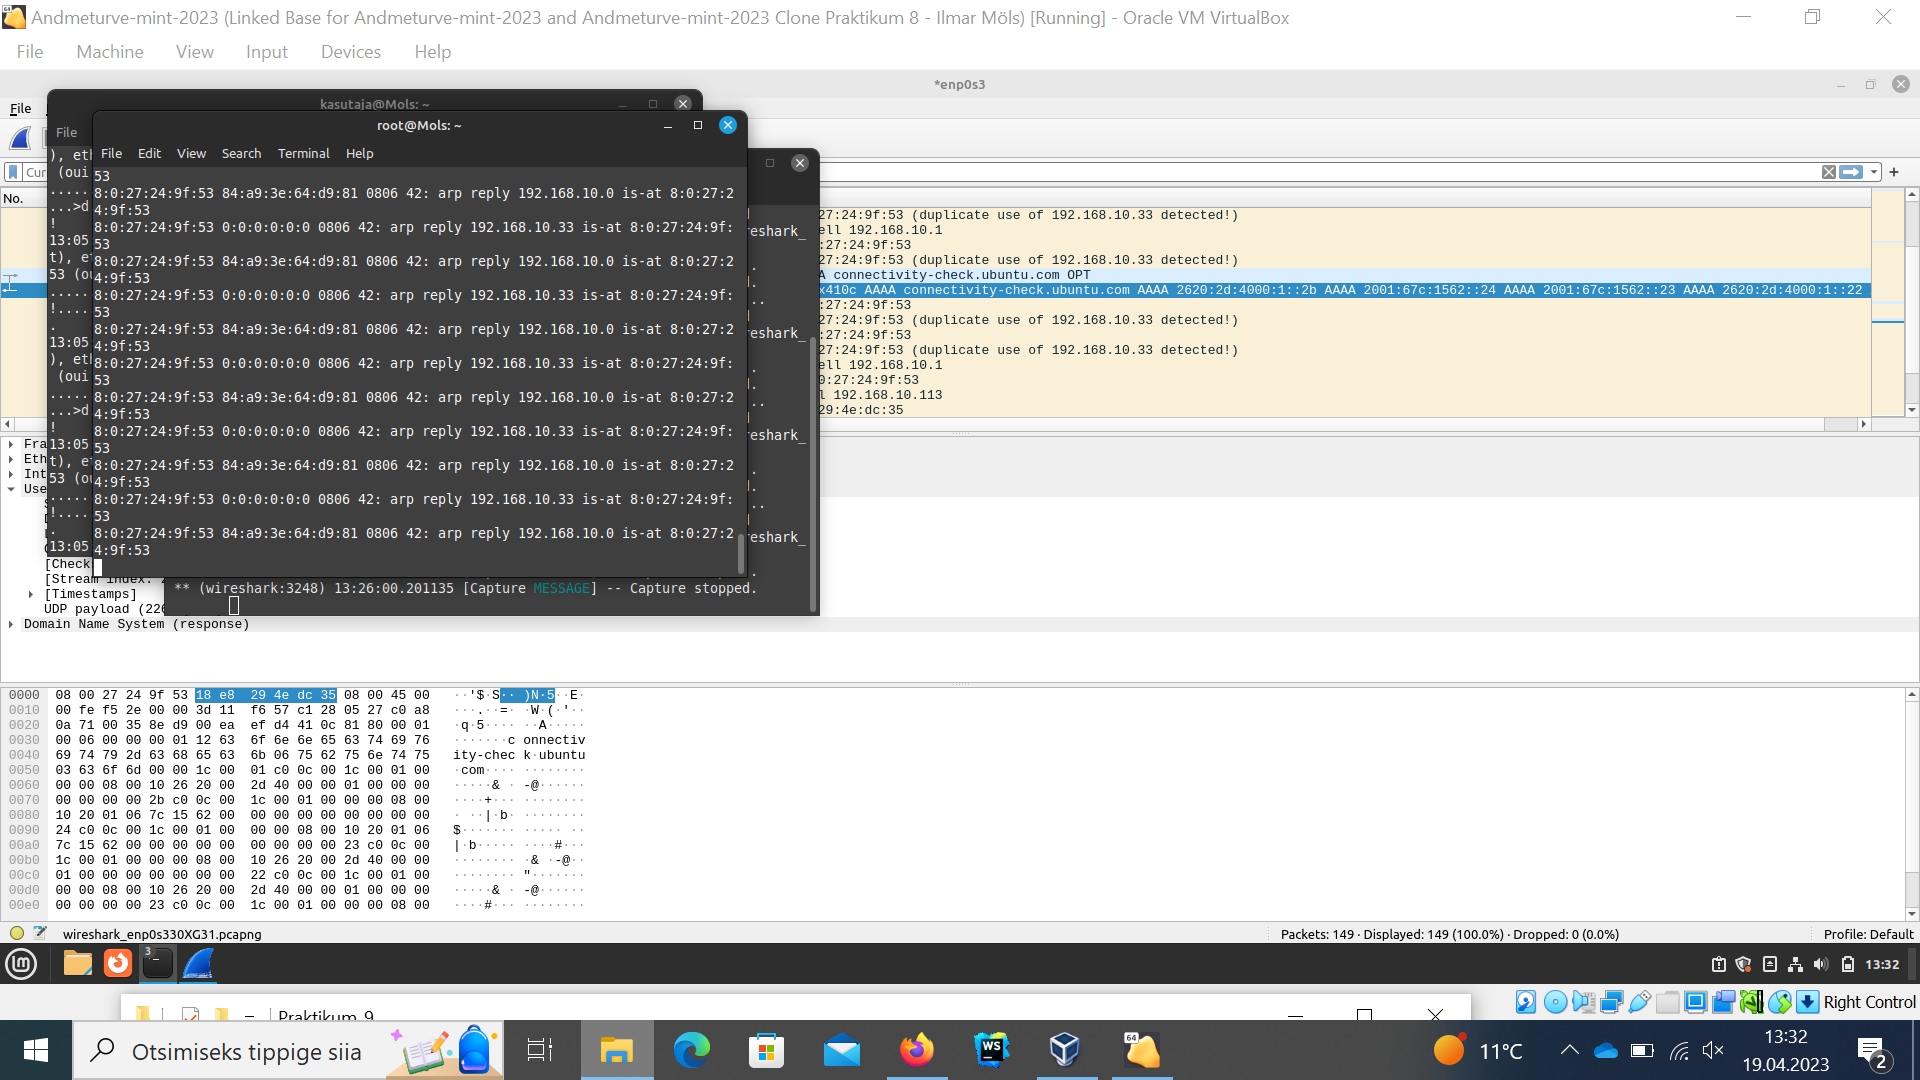 Andmeturve-mint-2023 (Linked Base for Andmeturve-mint-2023 and Andmeturve-mint-2023 Clone Praktikum 8 - Ilmar Möls) [Running] - Oracle VM VirtualBox
File Machine View Input Devices Help
*enp0s3
File
kasutaja@Mols: ~
File
root@Mols: ~
File Edit View Search Terminal Help
53
8:0:27:24:9f:53 84:a9:3e:64:d9:81 0806 42: arp reply 192.168.10.0 is-at 8:0:27:2
4:9f:53
8:0:27:24:9f:53 0:0:0:0:0:0 0806 42: arp reply 192.168.10.33 is-at 8:0:27:24:9f:
53
8:0:27:24:9f:53 84:a9:3e:64:d9:81 0806 42: arp reply 192.168.10.0 is-at 8:0:27:2
4:9f:53
8:0:27:24:9f:53 0:0:0:0:0:0 0806 42: arp reply 192.168.10.33 is-at 8:0:27:24:9f:
53
8:0:27:24:9f:53 84:a9:3e:64:d9:81 0806 42: arp reply 192.168.10.0 is-at 8:0:27:2
4:9f:53
8:0:27:24:9f:53 0:0:0:0:0:0 0806 42: arp reply 192.168.10.33 is-at 8:0:27:24:9f:
53
8:0:27:24:9f:53 84:a9:3e:64:d9:81 0806 42: arp reply 192.168.10.0 is-at 8:0:27:2
4:9f:53
8:0:27:24:9f:53 0:0:0:0:0:0 0806 42: arp reply 192.168.10.33 is-at 8:0:27:24:9f:
53
8:0:27:24:9f:53 84:a9:3e:64:d9:81 0806 42: arp reply 192.168.10.0 is-at 8:0:27:2
4:9f:53
8:0:27:24:9f:53 0:0:0:0:0:0 0806 42: arp reply 192.168.10.33 is-at 8:0:27:24:9f:
53
8:0:27:24:9f:53 84:a9:3e:64:d9:81 0806 42: arp reply 192.168.10.0 is-at 8:0:27:2
4:9f:53
** (wireshark:3248) 13:26:00.201135 [Capture MESSAGE] -- Capture stopped.
No.
27:24:9f:53 (duplicate use of 192.168.10.33 detected!)
ell 192.168.10.1
:27:24:9f:53
27:24:9f:53 (duplicate use of 192.168.10.33 detected!)
A connectivity-check.ubuntu.com OPT
x410c AAAA connectivity-check.ubuntu.com AAAA 2620:2d:4000:1::2b AAAA 2001:67c:1562::24 AAAA 2001:67c:1562::23 AAAA 2620:2d:4000:1::22
27:24:9f:53
27:24:9f:53 (duplicate use of 192.168.10.33 detected!)
:27:24:9f:53
27:24:9f:53 (duplicate use of 192.168.10.33 detected!)
ell 192.168.10.1
0:27:24:9f:53
l 192.168.10.113
29:4e:dc:35
[Timestamps]
UDP payload (226
Domain Name System (response)
0000 08 00 27 24 9f 53 18 e8 29 4e dc 35 08 00 45 00 ··'$·S·· )N·5··E·
0010 00 fe f5 2e 00 00 3d 11 f6 57 c1 28 05 27 c0 a8 ···.··=· ·W·(·'··
0020 0a 71 00 35 8e d9 00 ea ef d4 41 0c 81 80 00 01 ·q·5···· ··A·····
0030 00 06 00 00 00 01 12 63 6f 6e 6e 65 63 74 69 76 ·······c onnectiv
0040 69 74 79 2d 63 68 65 63 6b 06 75 62 75 6e 74 75 ity-chec k·ubuntu
0050 03 63 6f 6d 00 00 1c 00 01 c0 0c 00 1c 00 01 00 ·com···· ········
0060 00 00 08 00 10 26 20 00 2d 40 00 00 01 00 00 00 ·····& · -@······
0070 00 00 00 00 2b c0 0c 00 1c 00 01 00 00 00 08 00 ····+··· ········
0080 10 20 01 06 7c 15 62 00 00 00 00 00 00 00 00 00 · ··|·b· ········
0090 24 c0 0c 00 1c 00 01 00 00 00 08 00 10 20 01 06 $······· ····· ··
00a0 7c 15 62 00 00 00 00 00 00 00 00 00 23 c0 0c 00 |·b····· ····#···
00b0 1c 00 01 00 00 00 08 00 10 26 20 00 2d 40 00 00 ········ ·& ·-@··
00c0 01 00 00 00 00 00 00 00 22 c0 0c 00 1c 00 01 00 ········ "·······
00d0 00 00 08 00 10 26 20 00 2d 40 00 00 01 00 00 00 ·····& · -@······
00e0 00 00 00 00 23 c0 0c 00 1c 00 01 00 00 00 08 00 ····#··· ········
wireshark_enp0s330XG31.pcapng
Packets: 149 · Displayed: 149 (100.0%) · Dropped: 0 (0.0%)
Profile: Default
13:32
Praktikum 9
Right Control
Otsimiseks tippige siia
11°C
13:32
19.04.2023
2